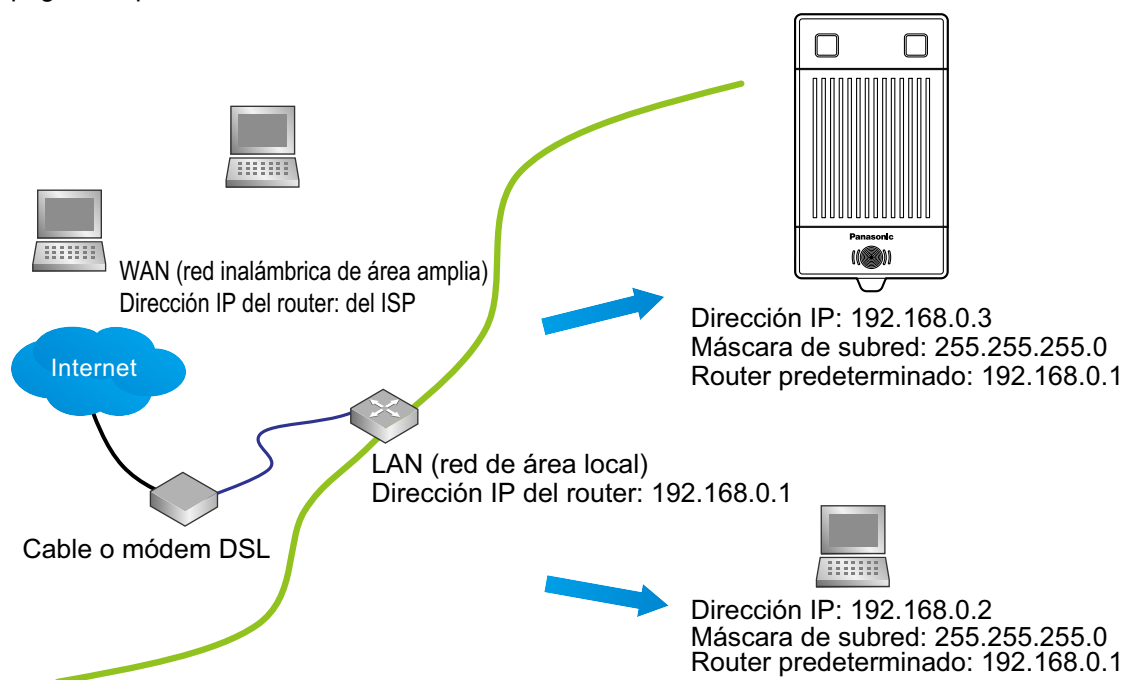 Panasonic
WAN (red inalámbrica de área amplia)
Dirección IP del router: del ISP
Dirección IP: 192.168.0.3
Máscara de subred: 255.255.255.0
Router predeterminado: 192.168.0.1
Internet
LAN (red de área local)
Dirección IP del router: 192.168.0.1
Cable o módem DSL
Dirección IP: 192.168.0.2
Máscara de subred: 255.255.255.0
Router predeterminado: 192.168.0.1